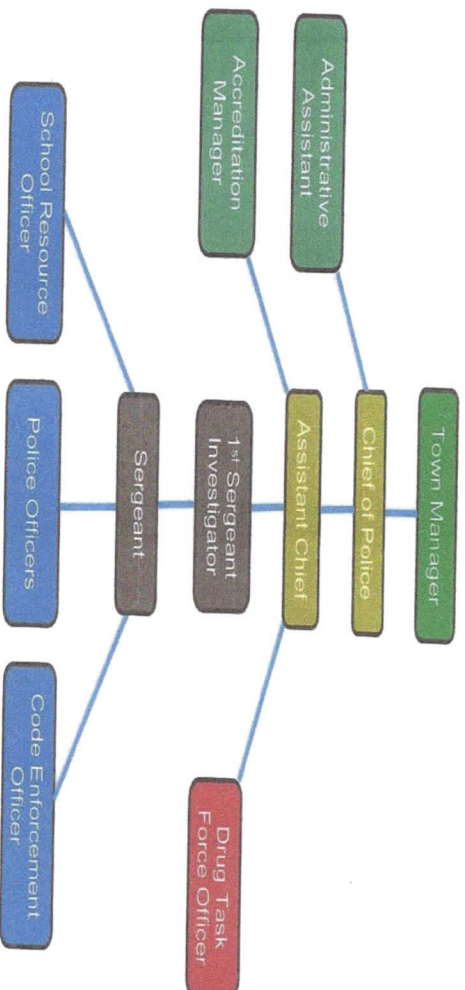 Town Manager
Chief of Police
Administrative
Assistant
Assistant Chief
Accreditation
Manager
1st Sergeant
Investigator
Drug Task
Force Officer
Sergeant
School Resource
Officer
Police Officers
Code Enforcement
Officer